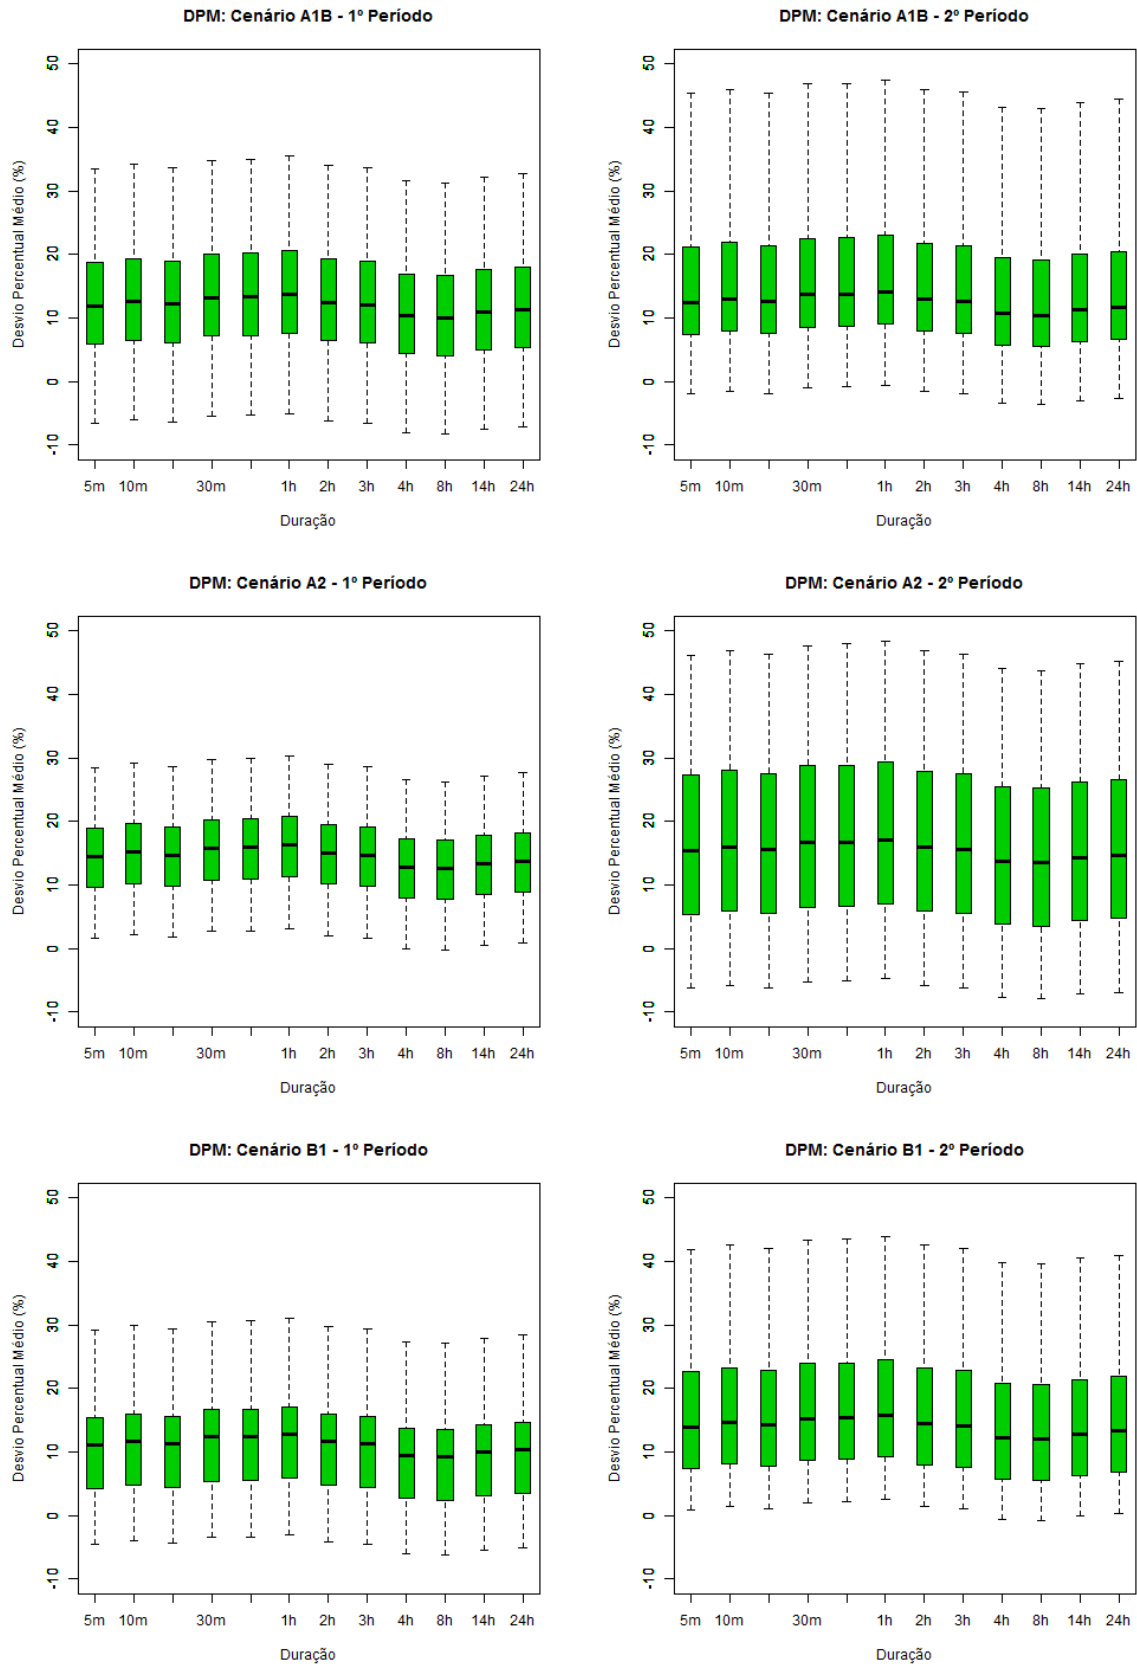 DPM: Cenário A1B - 1º Período
Desvio Percentual Médio (%)
50
40
30
20
10
0
-10
5m 10m 30m 1h 2h 3h 4h 8h 14h 24h
Duração
DPM: Cenário A1B - 2º Período
Desvio Percentual Médio (%)
50
40
30
20
10
0
-10
5m 10m 30m 1h 2h 3h 4h 8h 14h 24h
Duração
DPM: Cenário A2 - 1º Período
Desvio Percentual Médio (%)
50
40
30
20
10
0
-10
5m 10m 30m 1h 2h 3h 4h 8h 14h 24h
Duração
DPM: Cenário A2 - 2º Período
Desvio Percentual Médio (%)
50
40
30
20
10
0
-10
5m 10m 30m 1h 2h 3h 4h 8h 14h 24h
Duração
DPM: Cenário B1 - 1º Período
Desvio Percentual Médio (%)
50
40
30
20
10
0
-10
5m 10m 30m 1h 2h 3h 4h 8h 14h 24h
Duração
DPM: Cenário B1 - 2º Período
Desvio Percentual Médio (%)
50
40
30
20
10
0
-10
5m 10m 30m 1h 2h 3h 4h 8h 14h 24h
Duração